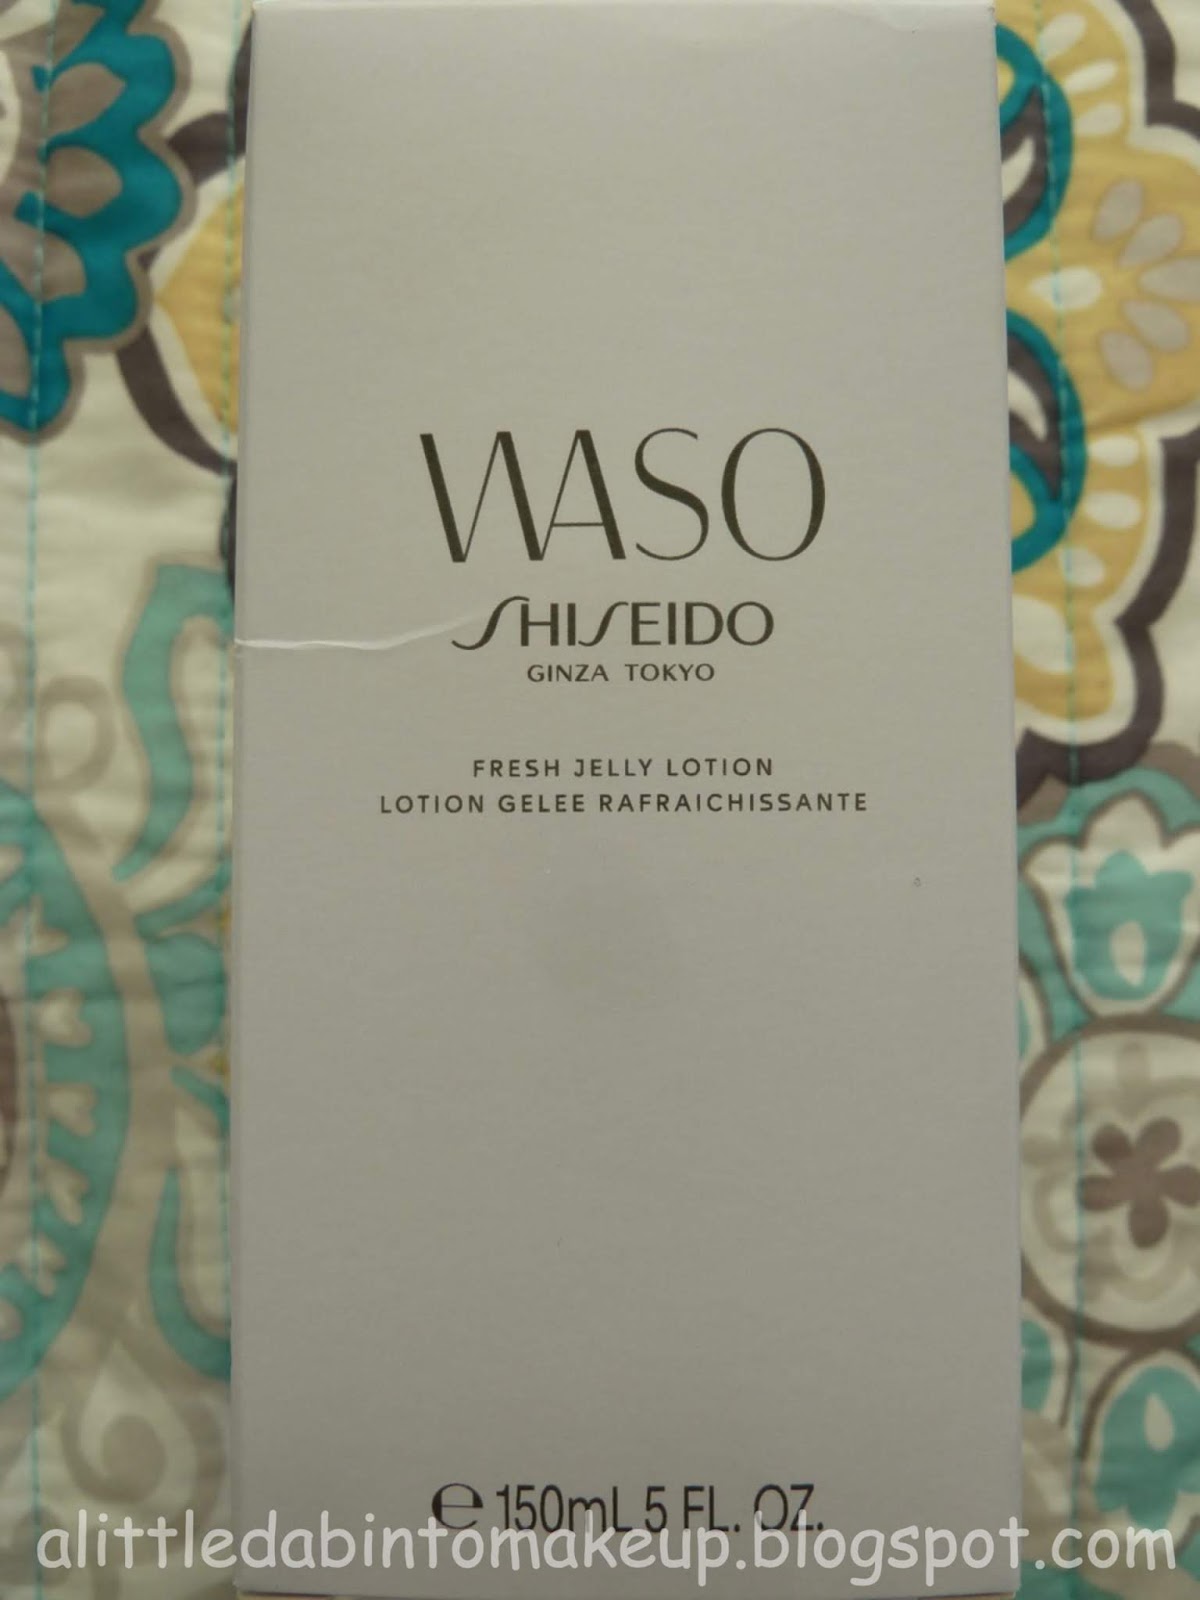 WASO
SHISEIDO
GINZA TOKYO
FRESH JELLY LOTION
LOTION GELEE RAFRAICHISSANTE
℮ 150mL 5 FL. OZ.
alittledabintomakeup.blogspot.com